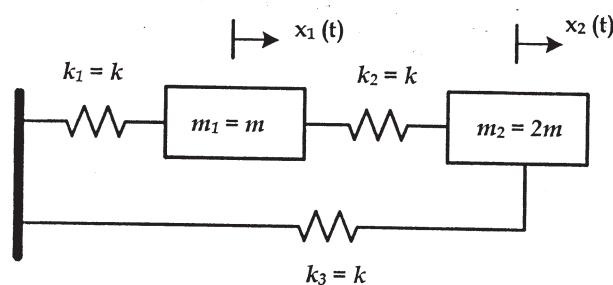 x₁ (t)
x₂ (t)
k₁ = k
k₂ = k
m₁ = m
m₂ = 2m
k₃ = k